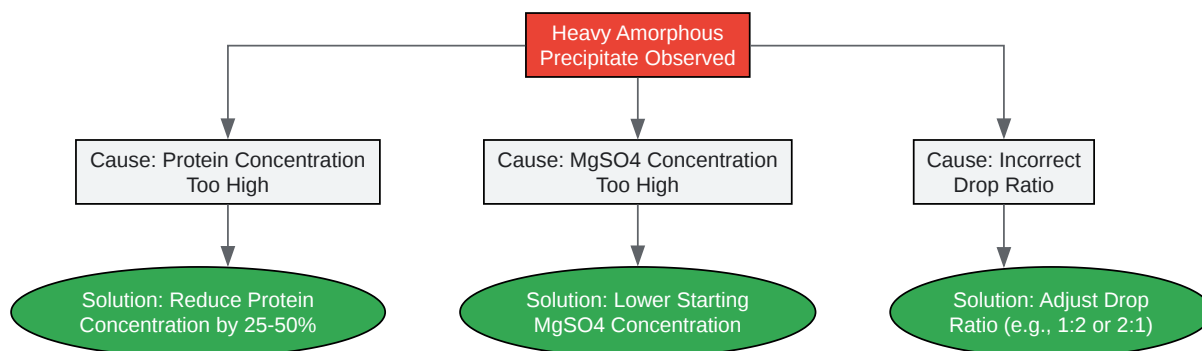 Heavy Amorphous
Precipitate Observed
Cause: Protein Concentration
Too High
Cause: MgSO4 Concentration
Too High
Cause: Incorrect
Drop Ratio
Solution: Reduce Protein
Concentration by 25-50%
Solution: Lower Starting
MgSO4 Concentration
Solution: Adjust Drop
Ratio (e.g., 1:2 or 2:1)